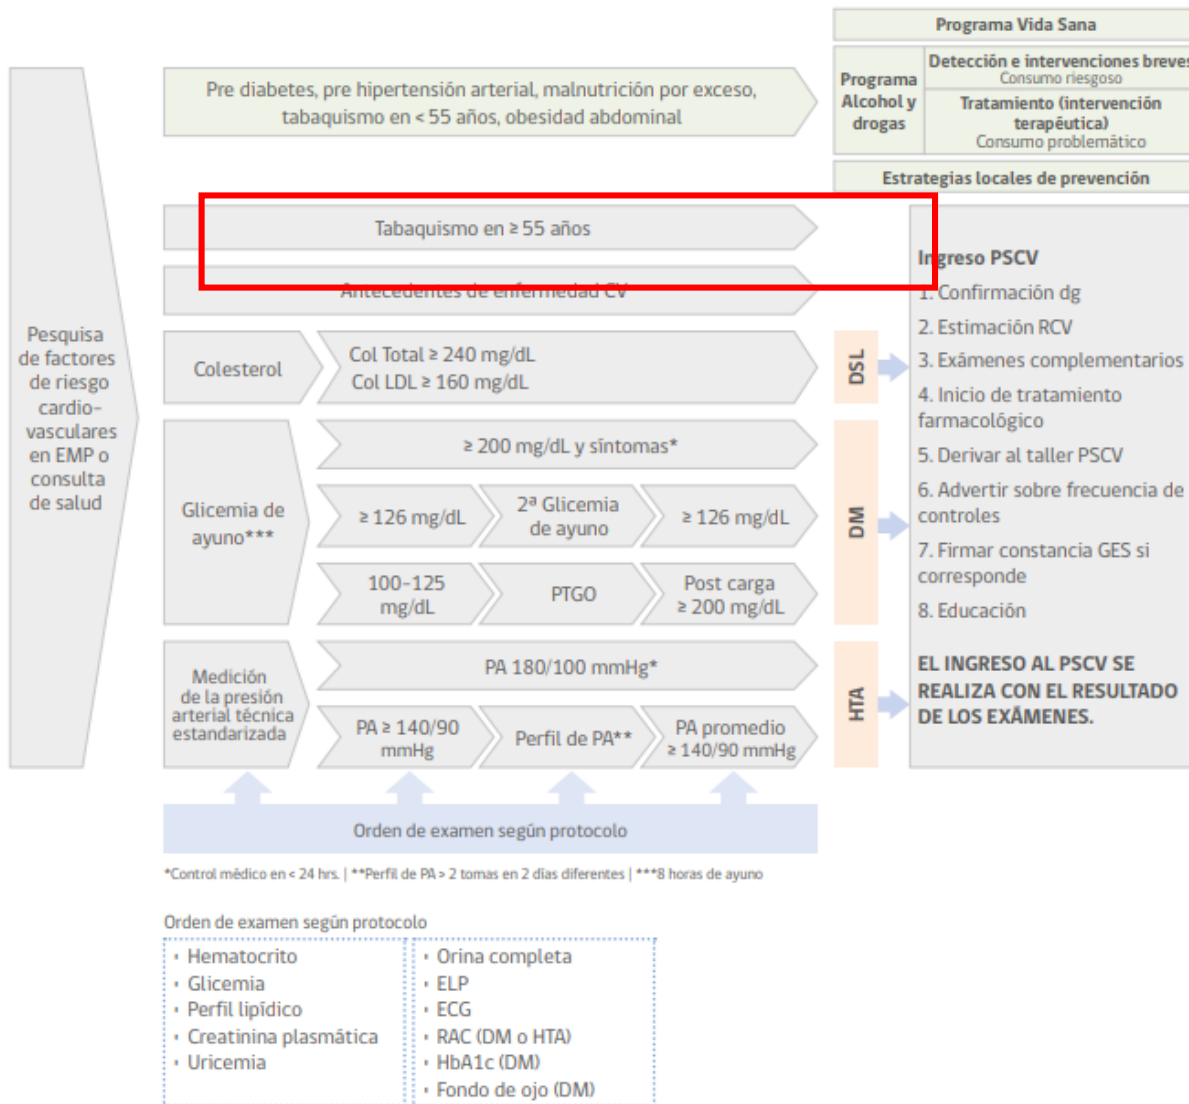 Programa Vida Sana
Programa
Alcohol y
drogas
Detección e intervenciones breves
Consumo riesgoso
Tratamiento (intervención
terapéutica)
Consumo problemático
Estrategias locales de prevención
Pesquisa
de factores
de riesgo
cardio-
vasculares
en EMP o
consulta
de salud
Pre diabetes, pre hipertensión arterial, malnutrición por exceso,
tabaquismo en < 55 años, obesidad abdominal
Tabaquismo en ≥ 55 años
Antecedentes de enfermedad CV
Colesterol
Col Total ≥ 240 mg/dL
Col LDL ≥ 160 mg/dL
DSL
Glicemia de
ayuno***
≥ 200 mg/dL y síntomas*
≥ 126 mg/dL
2ª Glicemia
de ayuno
≥ 126 mg/dL
100-125
mg/dL
PTGO
Post carga
≥ 200 mg/dL
DM
Medición
de la presión
arterial técnica
estandarizada
PA 180/100 mmHg*
PA ≥ 140/90
mmHg
Perfil de PA**
PA promedio
≥ 140/90 mmHg
HTA
Ingreso PSCV
1. Confirmación dg
2. Estimación RCV
3. Exámenes complementarios
4. Inicio de tratamiento
farmacológico
5. Derivar al taller PSCV
6. Advertir sobre frecuencia de
controles
7. Firmar constancia GES si
corresponde
8. Educación
EL INGRESO AL PSCV SE
REALIZA CON EL RESULTADO
DE LOS EXÁMENES.
Orden de examen según protocolo
*Control médico en < 24 hrs. | **Perfil de PA > 2 tomas en 2 días diferentes | ***8 horas de ayuno
Orden de examen según protocolo
· Hematocrito
· Glicemia
· Perfil lipídico
· Creatinina plasmática
· Uricemia
· Orina completa
· ELP
· ECG
· RAC (DM o HTA)
· HbA1c (DM)
· Fondo de ojo (DM)